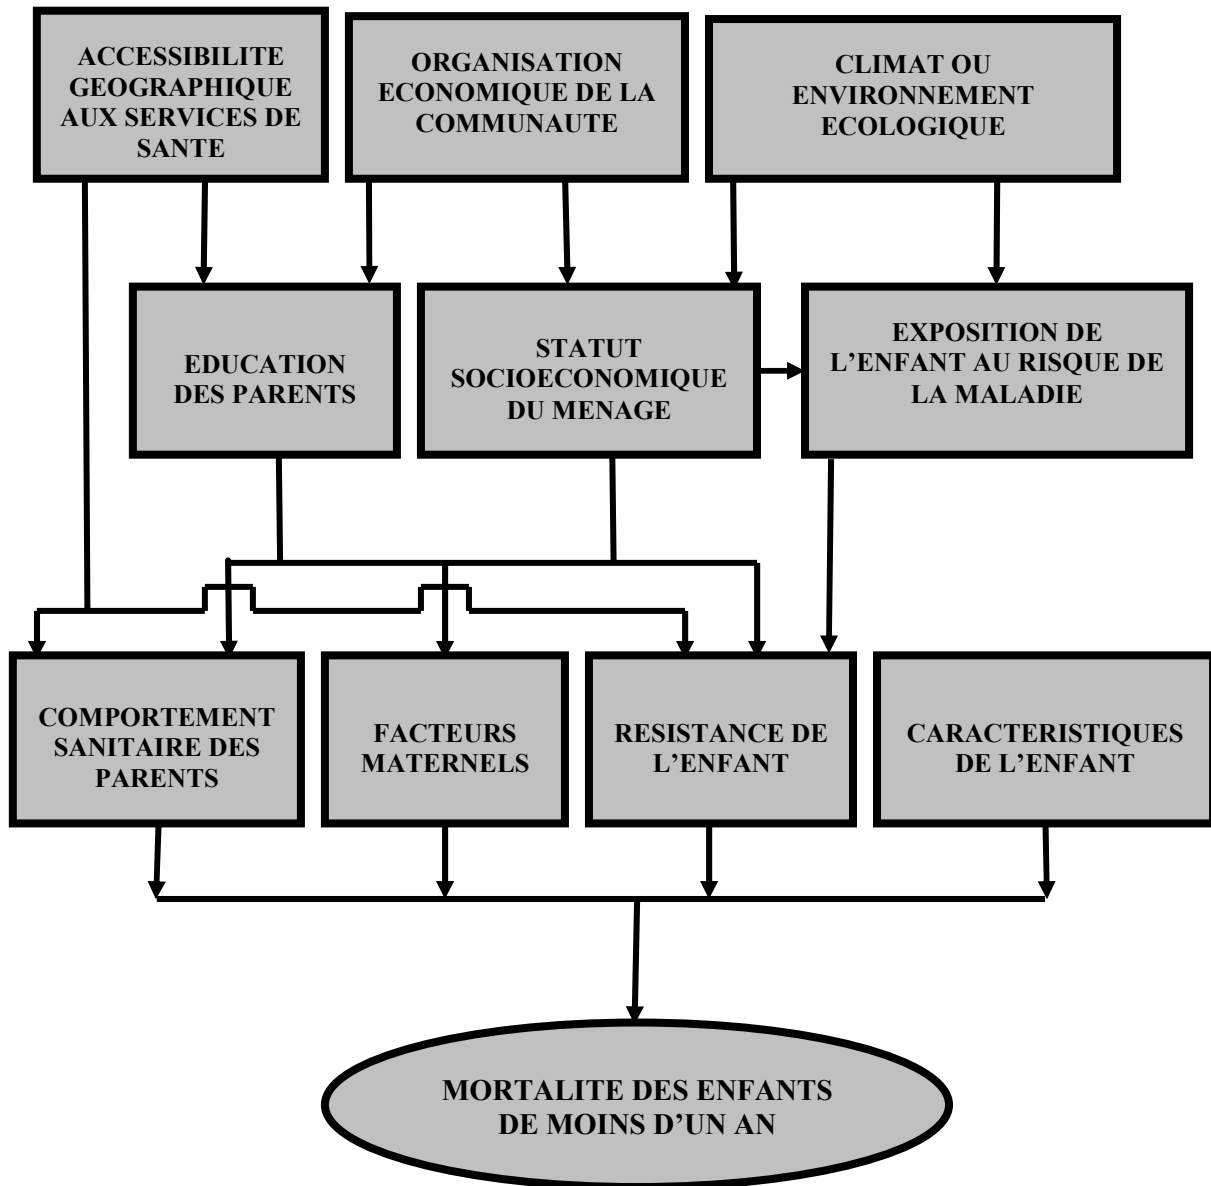 ACCESSIBILITE
GEOGRAPHIQUE
AUX SERVICES DE
SANTE
ORGANISATION
ECONOMIQUE DE LA
COMMUNAUTE
CLIMAT OU
ENVIRONNEMENT
ECOLOGIQUE
EDUCATION
DES PARENTS
STATUT
SOCIOECONOMIQUE
DU MENAGE
EXPOSITION DE
L’ENFANT AU RISQUE DE
LA MALADIE
COMPORTEMENT
SANITAIRE DES
PARENTS
FACTEURS
MATERNELS
RESISTANCE DE
L’ENFANT
CARACTERISTIQUES
DE L’ENFANT
MORTALITE DES ENFANTS
DE MOINS D’UN AN